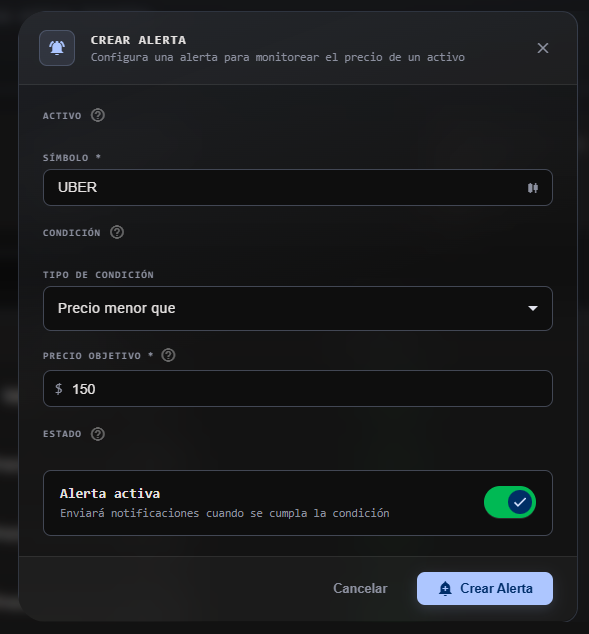 CREAR ALERTA
Configura una alerta para monitorear el precio de un activo
ACTIVO
SÍMBOLO *
UBER
CONDICIÓN
TIPO DE CONDICIÓN
Precio menor que
PRECIO OBJETIVO *
$ 150
ESTADO
Alerta activa
Enviará notificaciones cuando se cumpla la condición
Cancelar
Crear Alerta